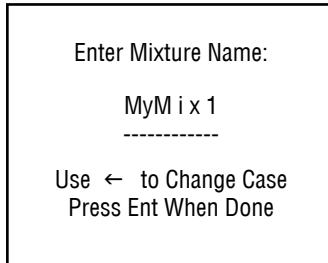 Enter Mixture Name:
MyM i x 1
------------
Use ← to Change Case
Press Ent When Done